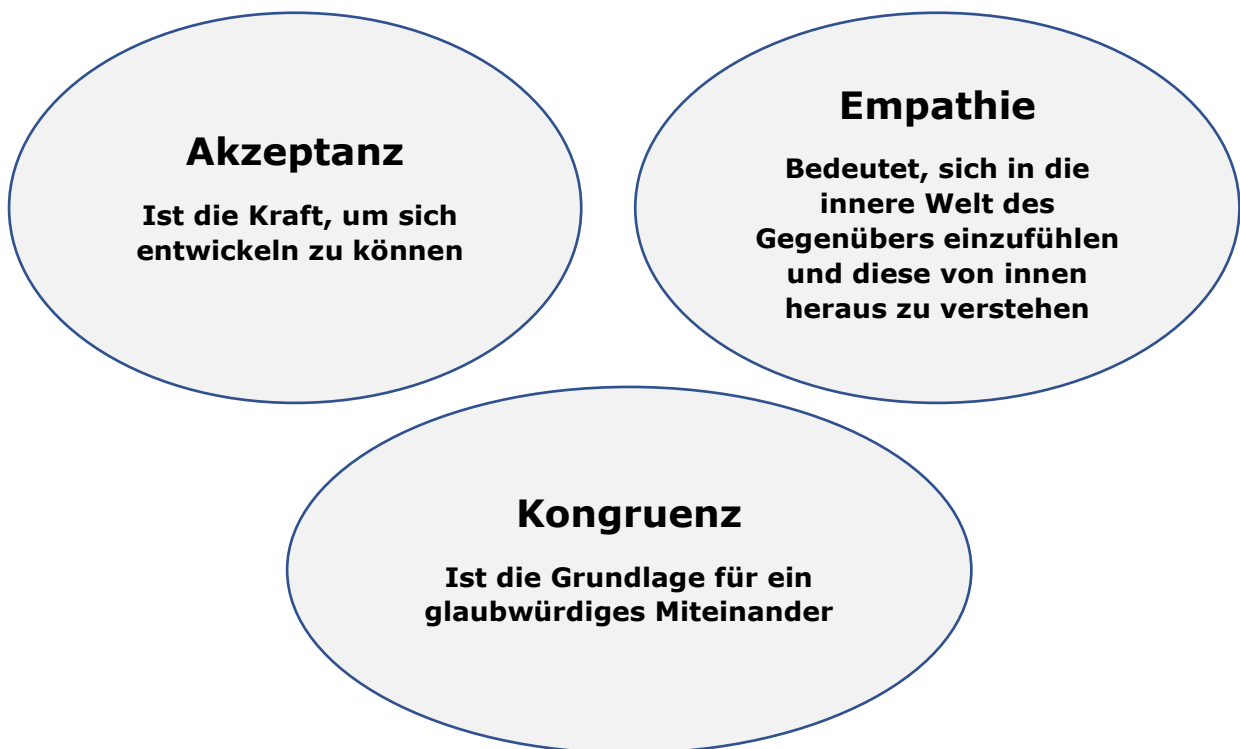 Akzeptanz
Ist die Kraft, um sich
entwickeln zu können
Empathie
Bedeutet, sich in die
innere Welt des
Gegenübers einzufühlen
und diese von innen
heraus zu verstehen
Kongruenz
Ist die Grundlage für ein
glaubwürdiges Miteinander